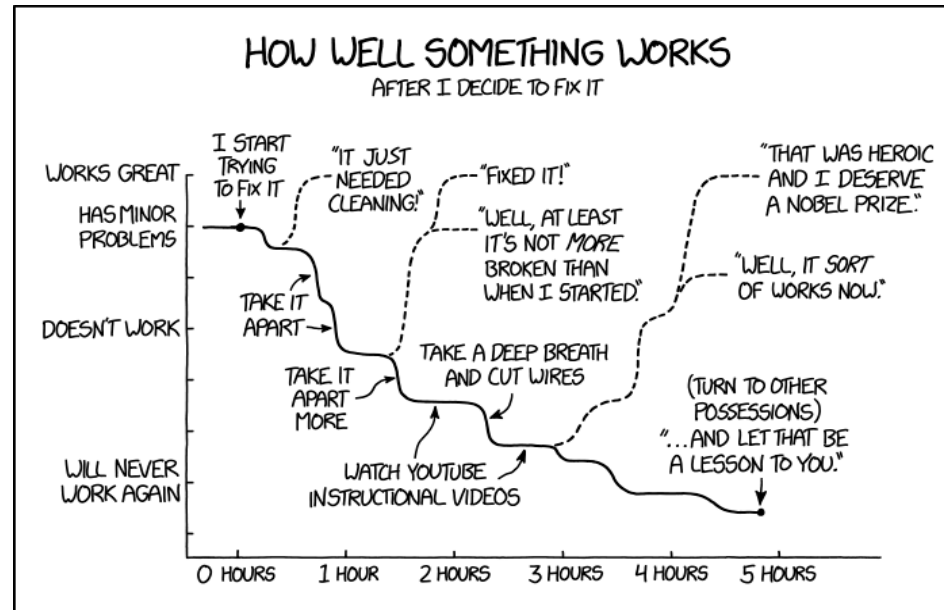 HOW WELL SOMETHING WORKS
AFTER I DECIDE TO FIX IT
I START
TRYING
TO FIX IT
WORKS GREAT
HAS MINOR
PROBLEMS
DOESN'T WORK
WILL NEVER
WORK AGAIN
"IT JUST
NEEDED
CLEANING!"
"FIXED IT!"
"WELL, AT LEAST
IT'S NOT MORE
BROKEN THAN
WHEN I STARTED."
"THAT WAS HEROIC
AND I DESERVE
A NOBEL PRIZE."
"WELL, IT SORT
OF WORKS NOW."
TAKE IT
APART
TAKE IT
APART
MORE
TAKE A DEEP BREATH
AND CUT WIRES
WATCH YOUTUBE
INSTRUCTIONAL VIDEOS
(TURN TO OTHER
POSSESSIONS)
"...AND LET THAT BE
A LESSON TO YOU."
0 HOURS
1 HOUR
2 HOURS
3 HOURS
4 HOURS
5 HOURS